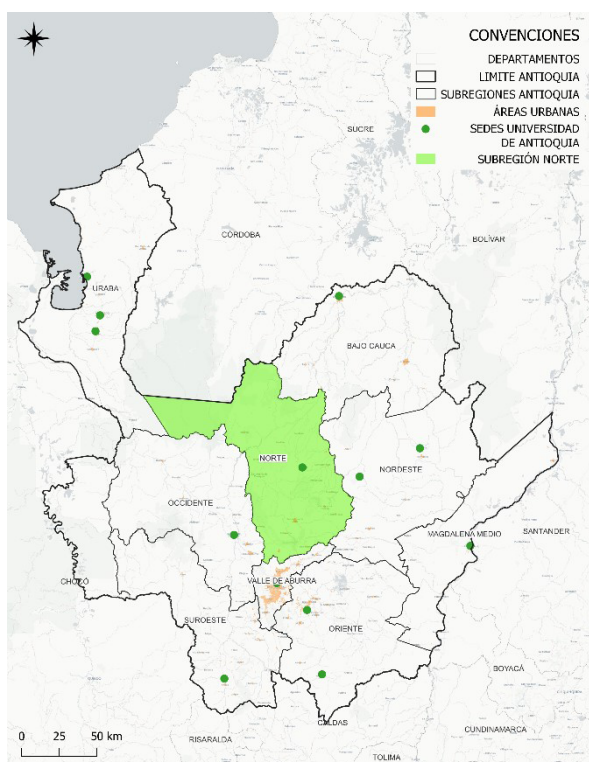 CONVENCIONES
DEPARTAMENTOS
LIMITE ANTIOQUIA
SUBREGIONES ANTIOQUIA
ÁREAS URBANAS
SEDES UNIVERSIDAD
DE ANTIOQUIA
SUBREGIÓN NORTE
SUCRE
CÓRDOBA
BOLÍVAR
URABA
BAJO CAUCA
NORTE
NORDESTE
OCCIDENTE
MAGDALENA MEDIO
SANTANDER
CHOCÓ
VALLE DE ABURRA
SUROESTE
ORIENTE
BOYACÁ
CALDAS
CUNDINAMARCA
RISARALDA
TOLIMA
0 25 50 km